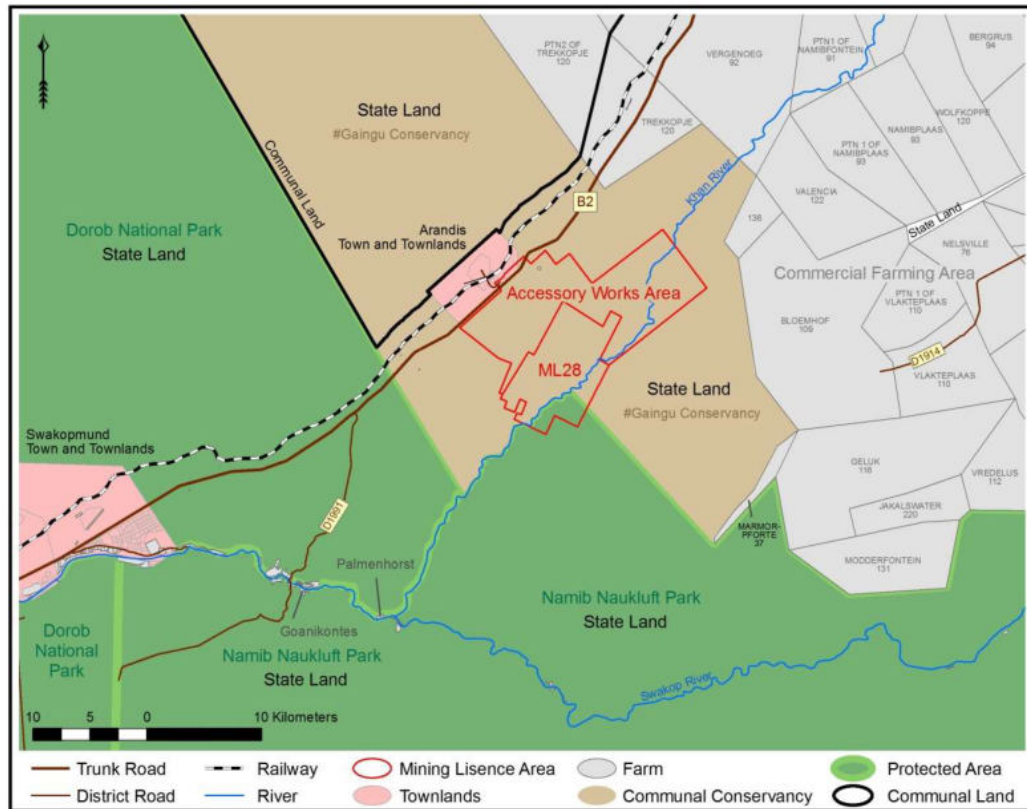 PTN2 OF
TREKKOPJE
120
VERGENOEG
92
PTN1 OF
NAMIBFONTEIN
91
BERGRUS
94
State Land
#Gaingu Conservancy
TREKKOPJE
120
WOLFKOPPE
120
NAMIBPLAAS
93
PTN 1 OF
NAMIBPLAAS
93
Communal Land
Khan River
VALENCIA
122
B2
Dorob National Park
State Land
Arandis
Town and Townlands
136
State Land
NELSVILLE
76
Commercial Farming Area
Accessory Works Area
PTN 1 OF
VLAKTEPLAAS
110
BLOEMHOF
109
D1914
VLAKTEPLAAS
110
ML28
State Land
#Gaingu Conservancy
Swakopmund
Town and Townlands
GELUK
116
VREDELUS
112
D1991
JAKALSWATER
220
MARMOR-
PFORTE
37
MODDERFONTEIN
131
Palmenhorst
Namib Naukluft Park
State Land
Goanikontes
Dorob
National
Park
Namib Naukluft Park
State Land
Swakop River
10 5 0 10 Kilometers
Trunk Road Railway Mining Lisence Area Farm Protected Area
District Road River Townlands Communal Conservancy Communal Land